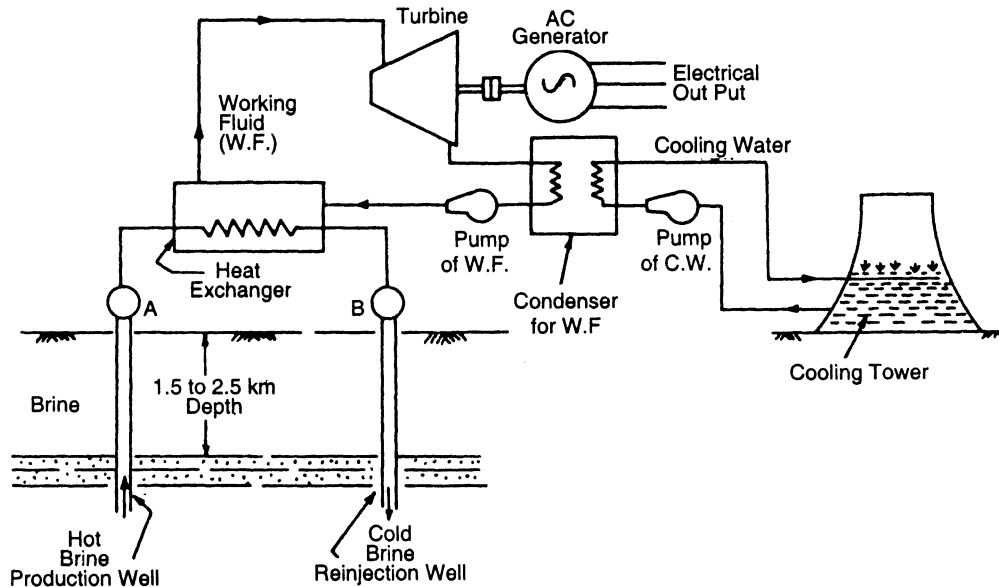 Turbine
AC
Generator
Electrical
Out Put
Working
Fluid
(W.F.)
Cooling Water
Pump
of W.F.
Pump
of C.W.
Heat
Exchanger
Condenser
for W.F
A
B
Cooling Tower
1.5 to 2.5 km
Depth
Brine
Hot
Brine
Production Well
Cold
Brine
Reinjection Well